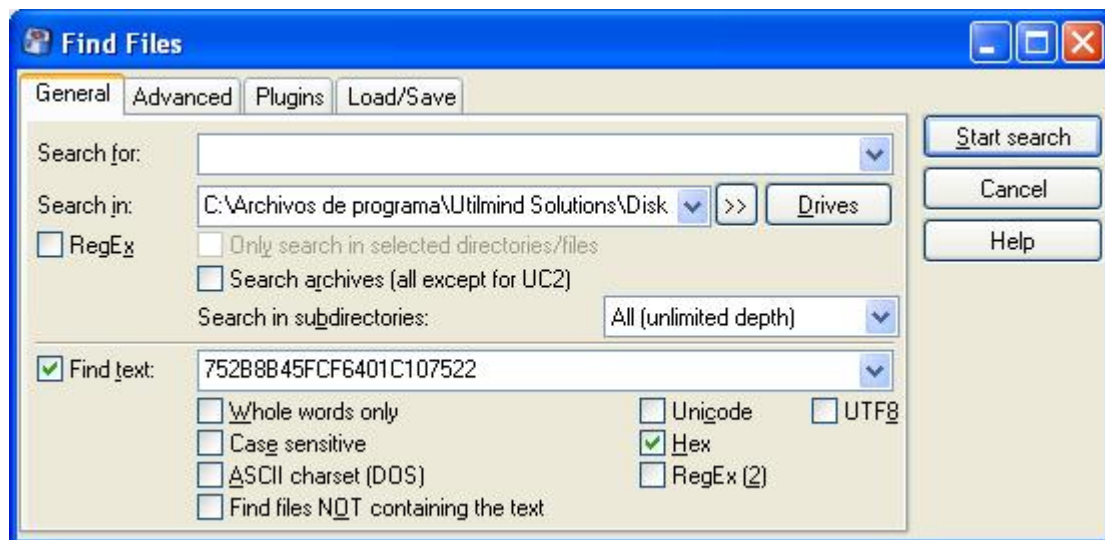 Find Files
General Advanced Plugins Load/Save
Search for:
Start search
Search in: C:\Archivos de programa\Utilmind Solutions\Disk >> Drives
Cancel
RegEx Only search in selected directories/files
Help
Search archives (all except for UC2)
Search in subdirectories: All (unlimited depth)
Find text: 752B8B45FCF6401C107522
Whole words only Unicode UTF8
Case sensitive Hex
ASCII charset (DOS) RegEx (2)
Find files NOT containing the text